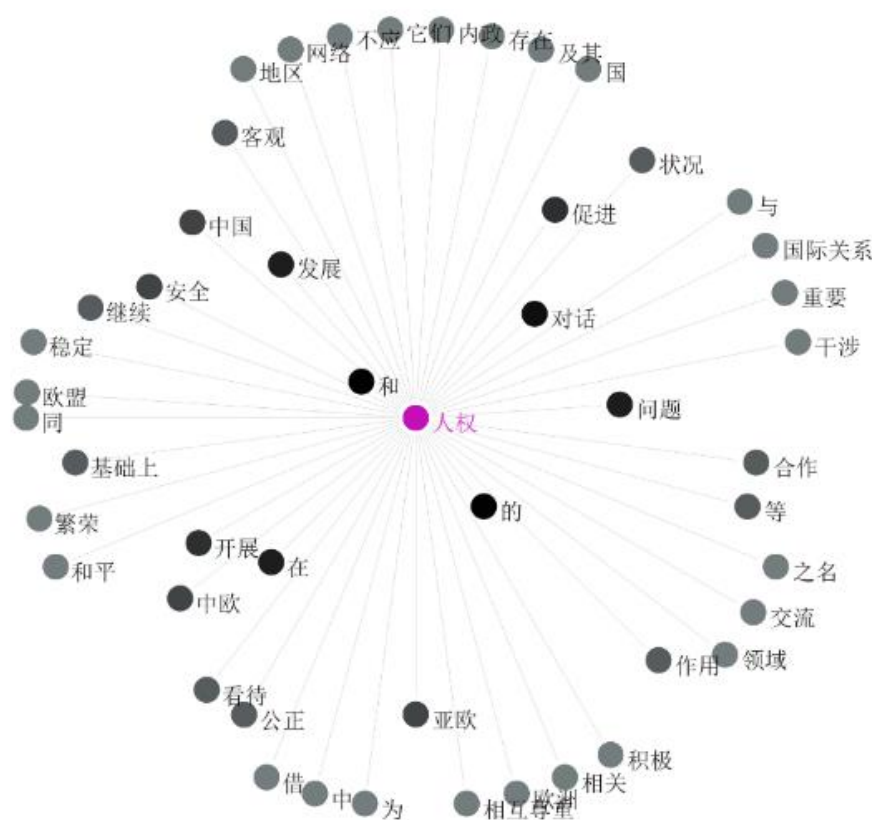 地区
网络
不应
它们
内政
存在
及其
国
客观
状况
中国
促进
与
国际关系
发展
安全
继续
重要
对话
稳定
干涉
和
欧盟
问题
同
人权
基础上
合作
的
等
繁荣
开展
在
和平
之名
中欧
交流
作用
领域
看待
公正
亚欧
积极
借
中
为
相互尊重
欧洲
相关